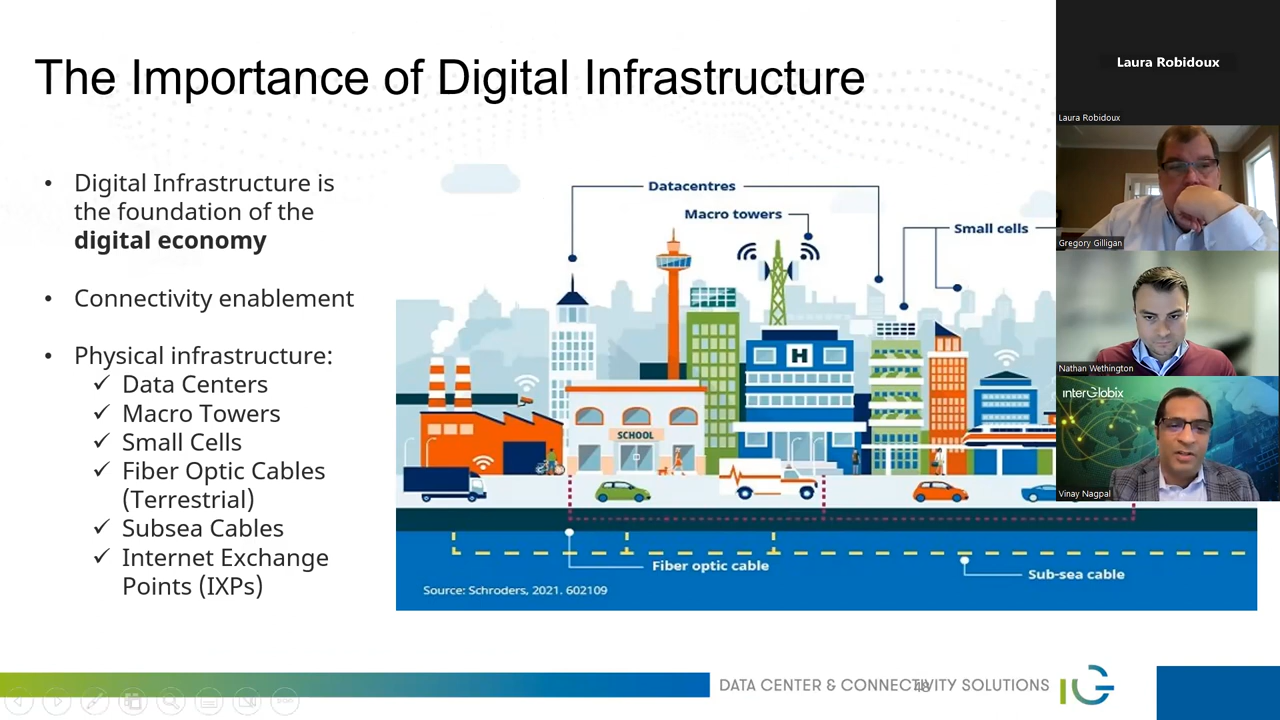 The Importance of Digital Infrastructure
• Digital Infrastructure is
the foundation of the
digital economy
• Connectivity enablement
• Physical infrastructure:
✓ Data Centers
✓ Macro Towers
✓ Small Cells
✓ Fiber Optic Cables
(Terrestrial)
✓ Subsea Cables
✓ Internet Exchange
Points (IXPs)
Datacentres
Macro towers
Small cells
H
SCHOOL
Fiber optic cable
Sub-sea cable
Source: Schroders, 2021. 602109
DATA CENTER & CONNECTIVITY SOLUTIONS
IG
Laura Robidoux
Laura Robidoux
Gregory Gilligan
Nathan Wethington
interGlobix
Vinay Nagpal